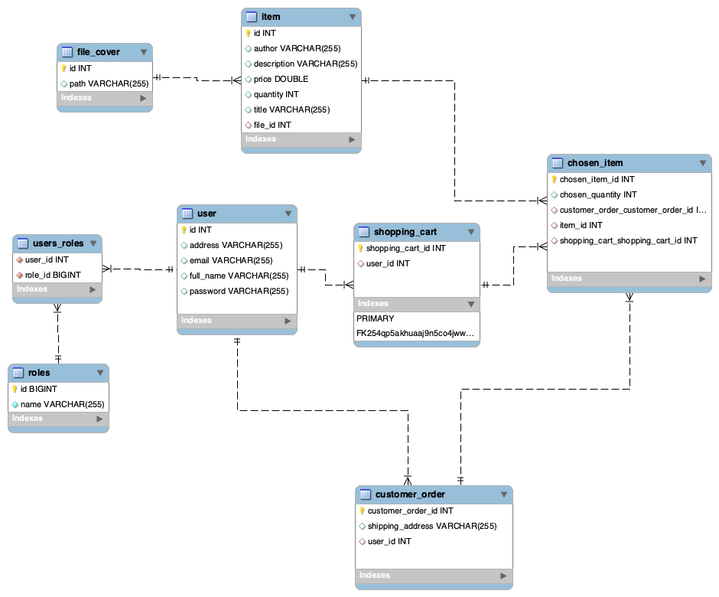 item
id INT
author VARCHAR(255)
description VARCHAR(255)
price DOUBLE
quantity INT
title VARCHAR(255)
file_id INT
Indexes
file_cover
id INT
path VARCHAR(255)
Indexes
chosen_item
chosen_item_id INT
chosen_quantity INT
customer_order_customer_order_id I...
item_id INT
shopping_cart_shopping_cart_id INT
Indexes
user
id INT
address VARCHAR(255)
email VARCHAR(255)
full_name VARCHAR(255)
password VARCHAR(255)
Indexes
shopping_cart
shopping_cart_id INT
user_id INT
Indexes
PRIMARY
FK254qp5akhuaaj9n5co4jww...
users_roles
user_id INT
role_id BIGINT
Indexes
roles
id BIGINT
name VARCHAR(255)
Indexes
customer_order
customer_order_id INT
shipping_address VARCHAR(255)
user_id INT
Indexes